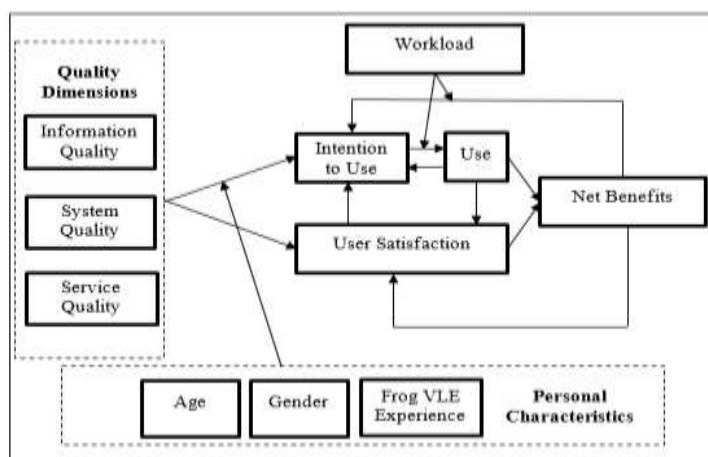 Workload
Quality
Dimensions
Information
Quality
System
Quality
Service
Quality
Intention
to Use
Use
User Satisfaction
Net Benefits
Age
Gender
Frog VLE
Experience
Personal
Characteristics